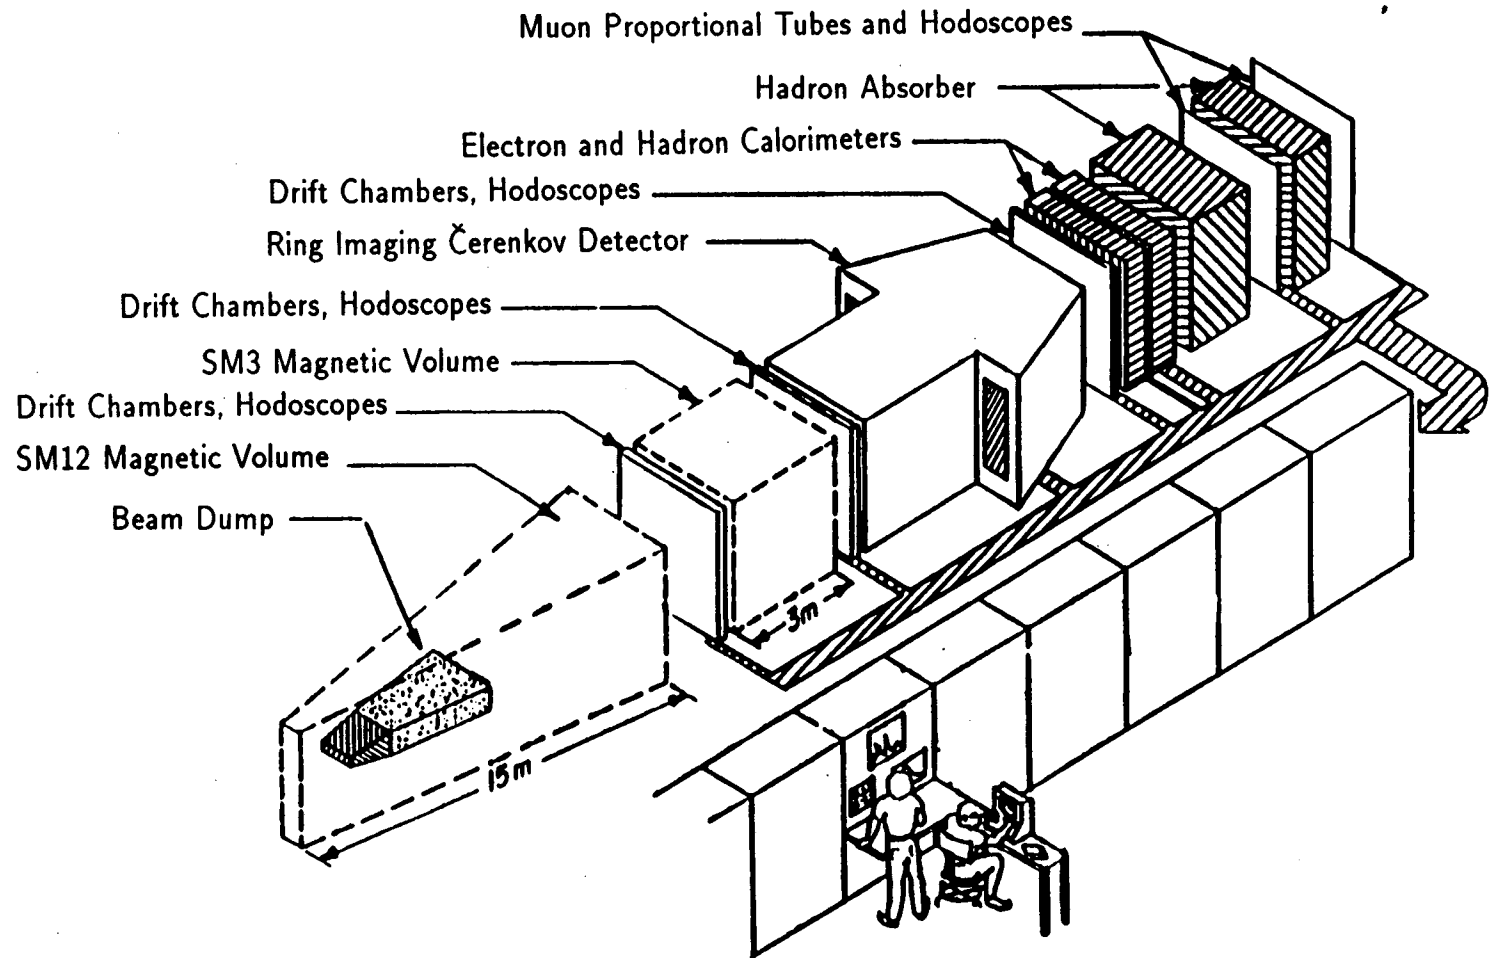 Muon Proportional Tubes and Hodoscopes
Hadron Absorber
Electron and Hadron Calorimeters
Drift Chambers, Hodoscopes
Ring Imaging Čerenkov Detector
Drift Chambers, Hodoscopes
SM3 Magnetic Volume
Drift Chambers, Hodoscopes
SM12 Magnetic Volume
Beam Dump
3m
15m